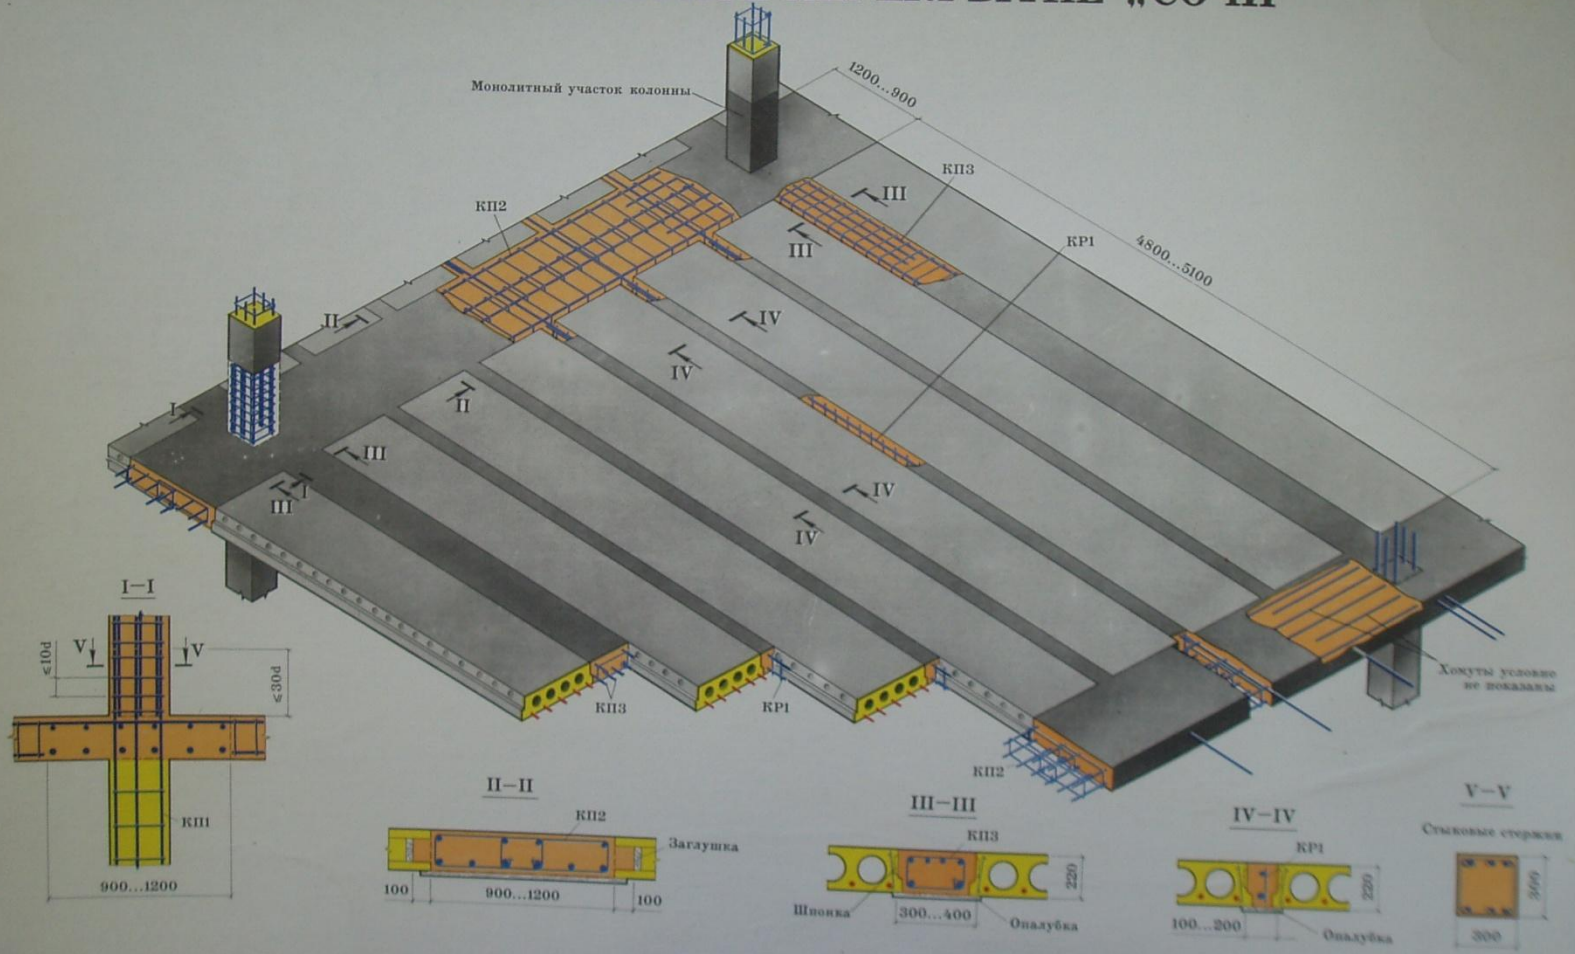 „СОЧИ"
Монолитный участок колонны
1200...900
КП3
КП2
КР1
4800...5100
III
III
II
IV
IV
II
I
III
III
I
IV
IV
КП3
КР1
КП2
Хомуты условно
не показаны
I–I
V
V
≤10d
≤30d
КП1
900...1200
II–II
КП2
Заглушка
100
900...1200
100
III–III
КП3
220
Шпонка
300...400
Опалубка
IV–IV
КР1
220
100...200
Опалубка
V–V
Стыковые стержни
300
300